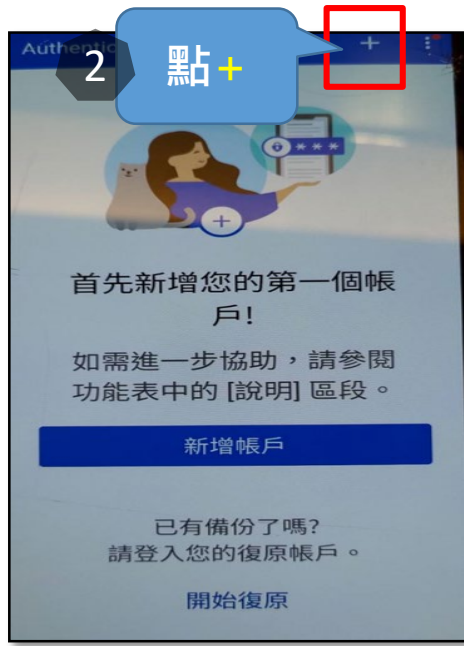 Authentic
2
點+
首先新增您的第一個帳
戶!
如需進一步協助,請參閱
功能表中的 [說明] 區段。
新增帳戶
已有備份了嗎?
請登入您的復原帳戶。
開始復原